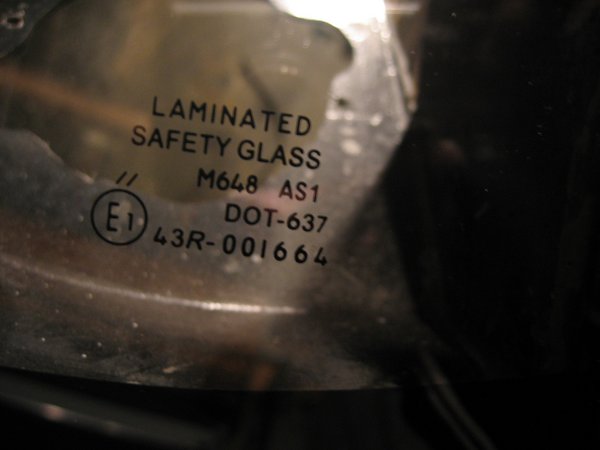 LAMINATED
SAFETY GLASS
M648 AS1
DOT-637
//
E1
43R-001664